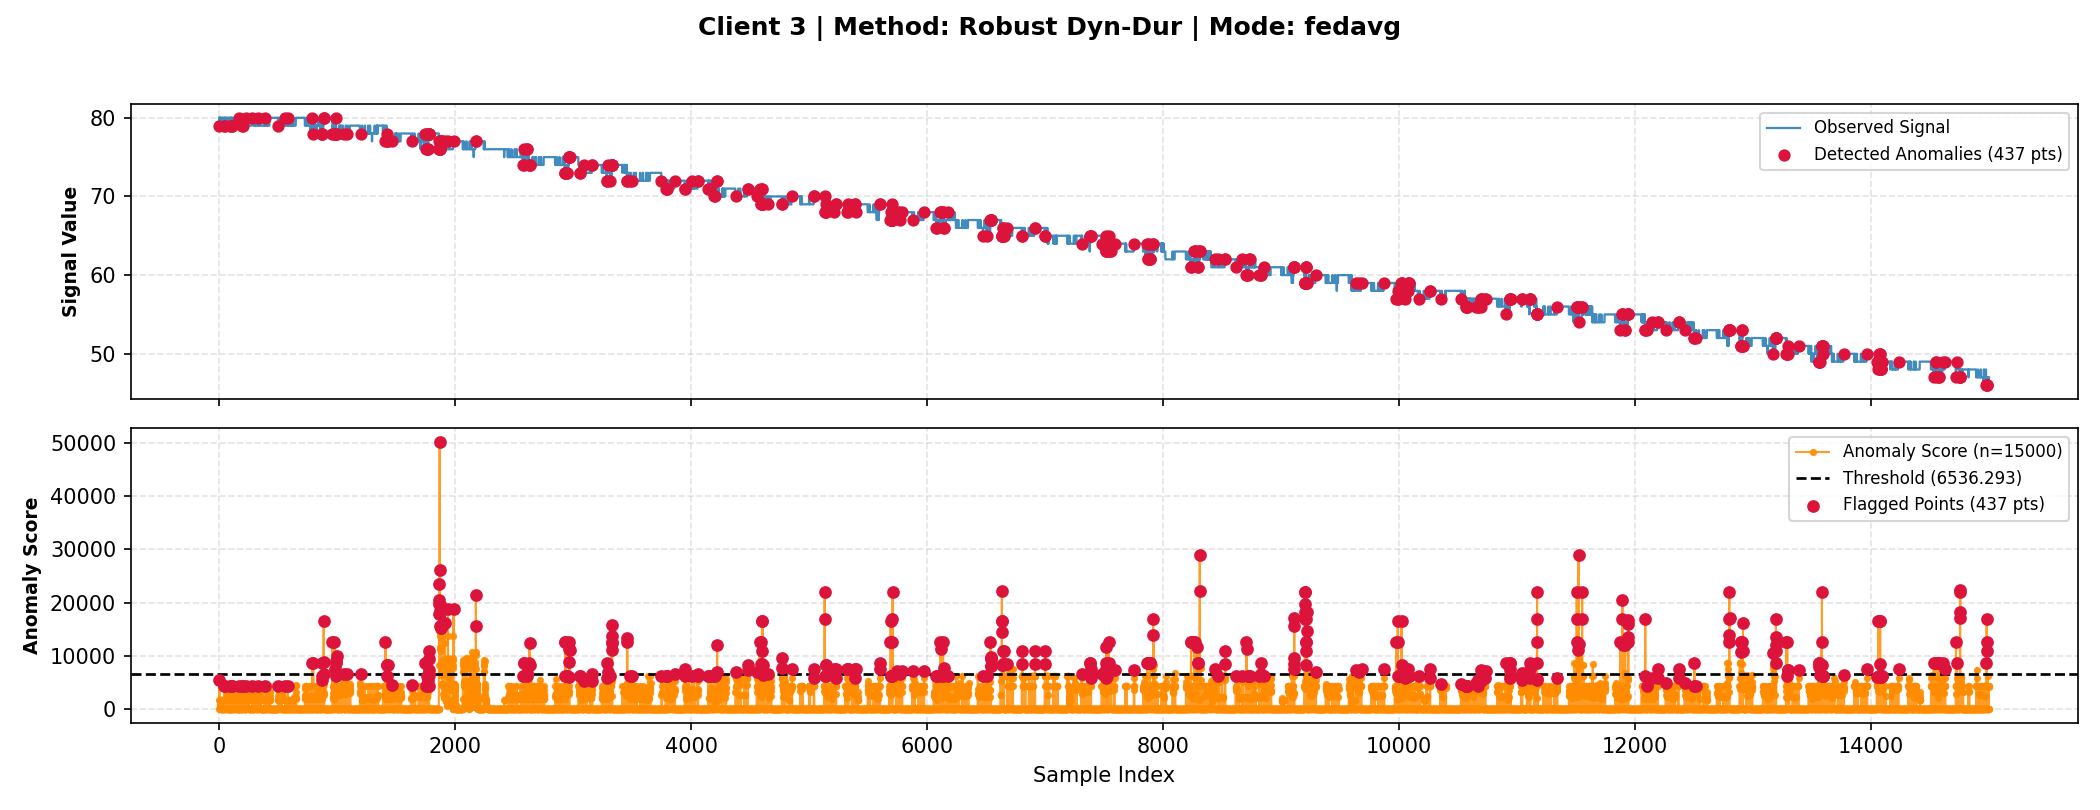 Client 3 | Method: Robust Dyn-Dur | Mode: fedavg
80
70
60
50
Signal Value
Observed Signal
Detected Anomalies (437 pts)
50000
40000
30000
20000
10000
0
Anomaly Score
Anomaly Score (n=15000)
Threshold (6536.293)
Flagged Points (437 pts)
0 2000 4000 6000 8000 10000 12000 14000
Sample Index